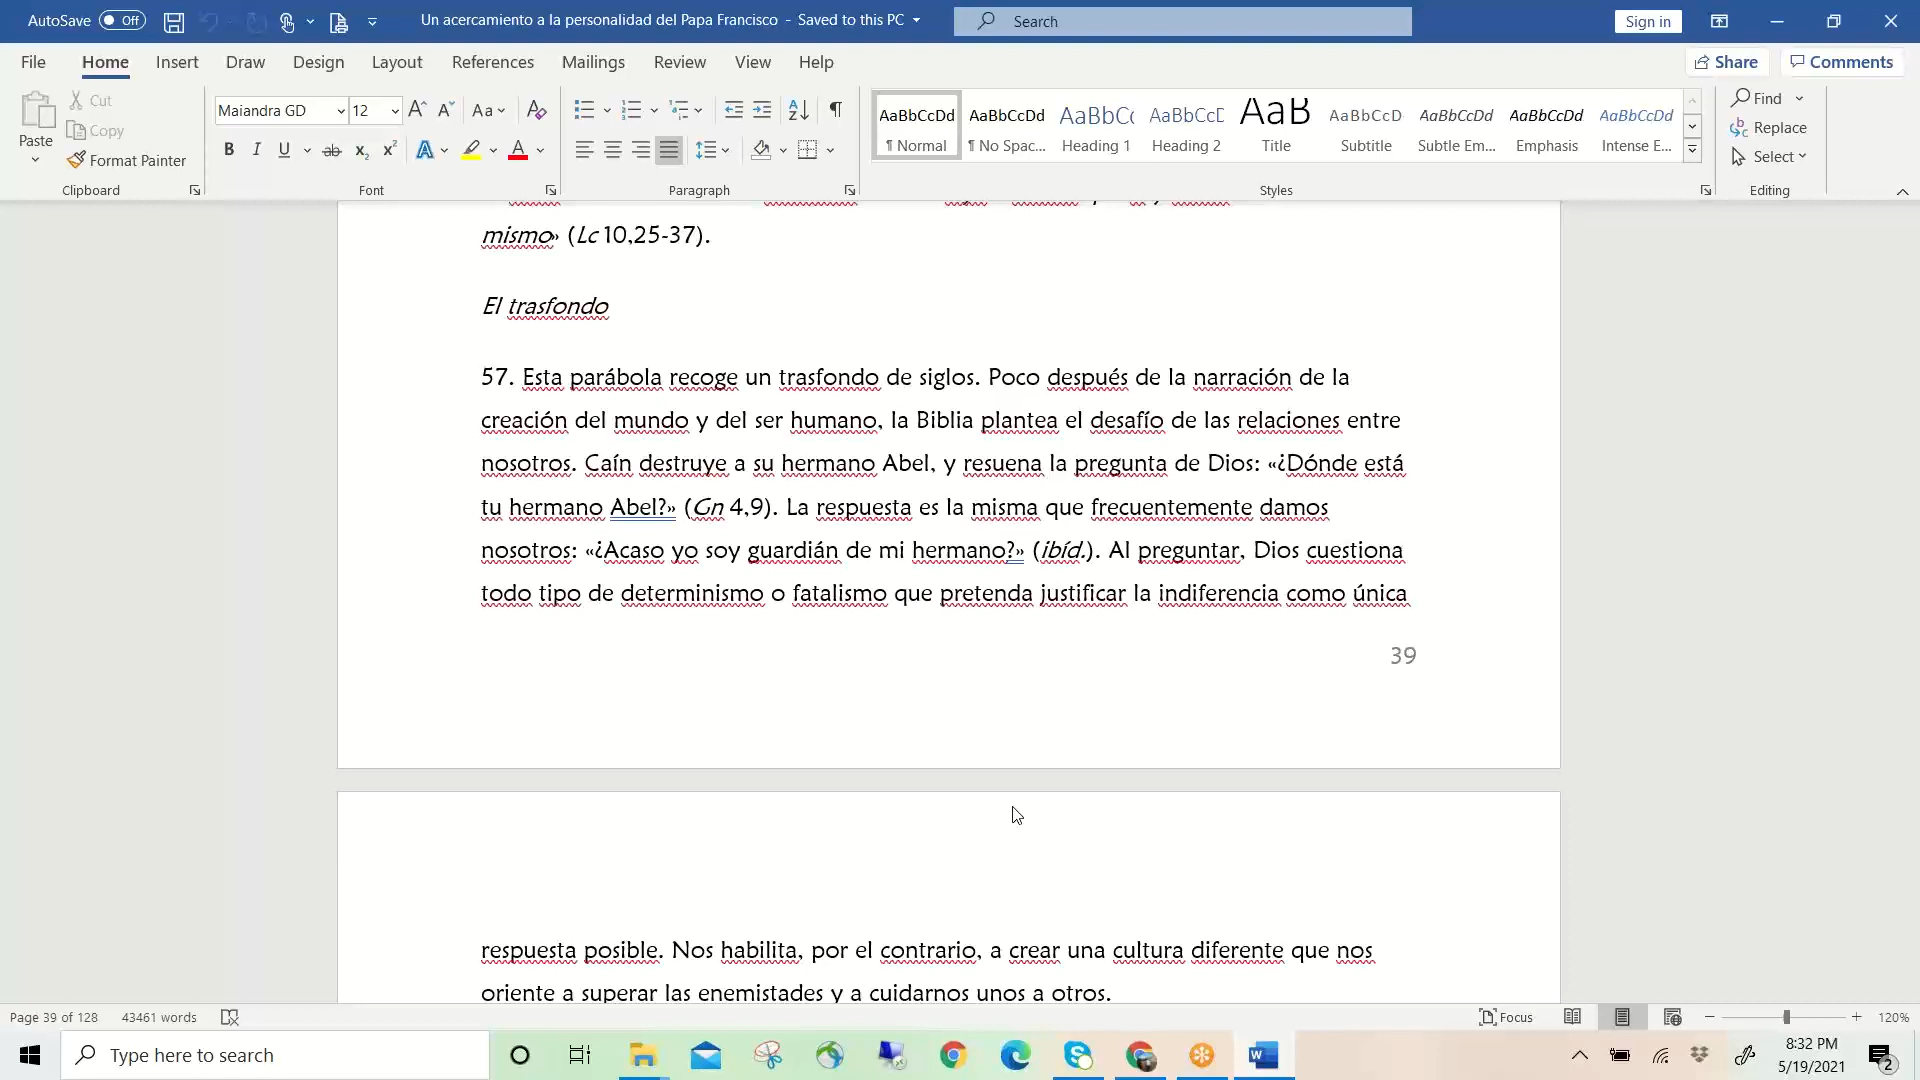 AutoSave Off Un acercamiento a la personalidad del Papa Francisco - Saved to this PC Search Sign in
File Home Insert Draw Design Layout References Mailings Review View Help Share Comments
Paste Cut Copy Format Painter Clipboard
Maiandra GD 12 Aa
B I U ab x₂ x² A A
Font
Paragraph
AaBbCcDd AaBbCcDd AaBbC AaBbCcD AaB AaBbCcD AaBbCcDd AaBbCcDd AaBbCcDd
¶ Normal ¶ No Spac... Heading 1 Heading 2 Title Subtitle Subtle Em... Emphasis Intense E...
Styles
Find
Replace
Select
Editing
mismo» (Lc 10,25-37).
El trasfondo
57. Esta parábola recoge un trasfondo de siglos. Poco después de la narración de la
creación del mundo y del ser humano, la Biblia plantea el desafío de las relaciones entre
nosotros. Caín destruye a su hermano Abel, y resuena la pregunta de Dios: «¿Dónde está
tu hermano Abel?» (Gn 4,9). La respuesta es la misma que frecuentemente damos
nosotros: «¿Acaso yo soy guardián de mi hermano?» (ibíd.). Al preguntar, Dios cuestiona
todo tipo de determinismo o fatalismo que pretenda justificar la indiferencia como única
39
respuesta posible. Nos habilita, por el contrario, a crear una cultura diferente que nos
oriente a superar las enemistades y a cuidarnos unos a otros.
Page 39 of 128 43461 words Focus 120%
Type here to search
8:32 PM
5/19/2021
2